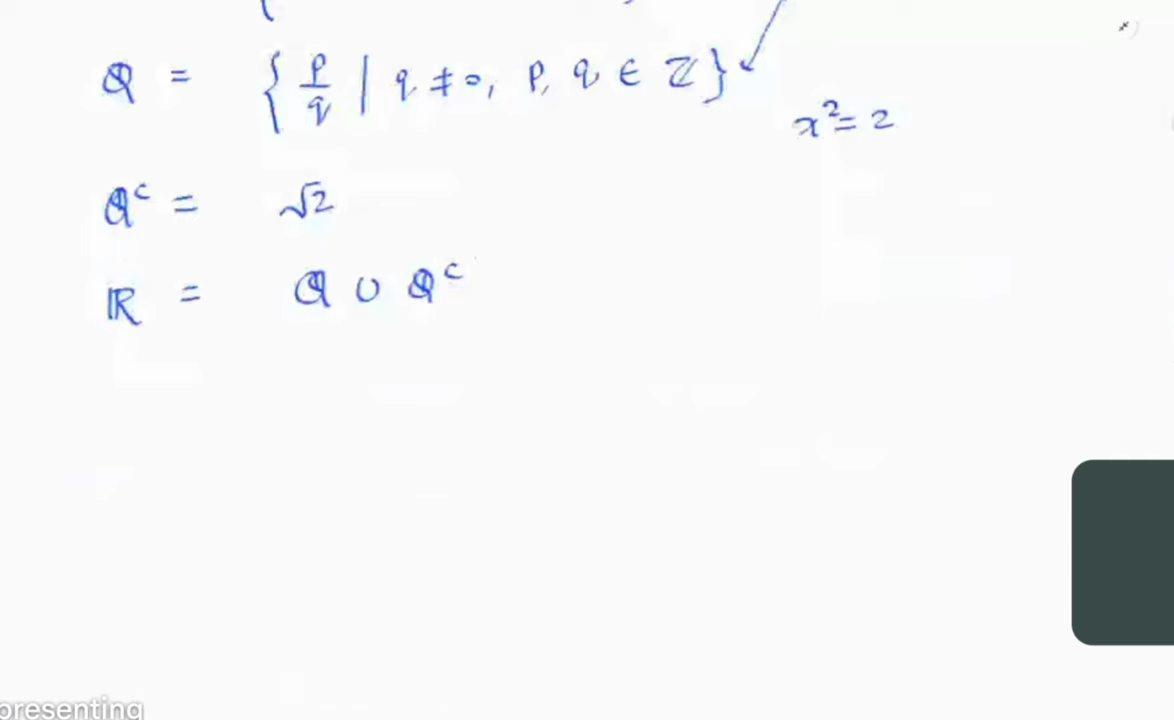 ℚ = { p/q | q ≠ 0, p, q ∈ ℤ }
x² = 2
ℚᶜ = √2
ℝ = ℚ ∪ ℚᶜ
presenting